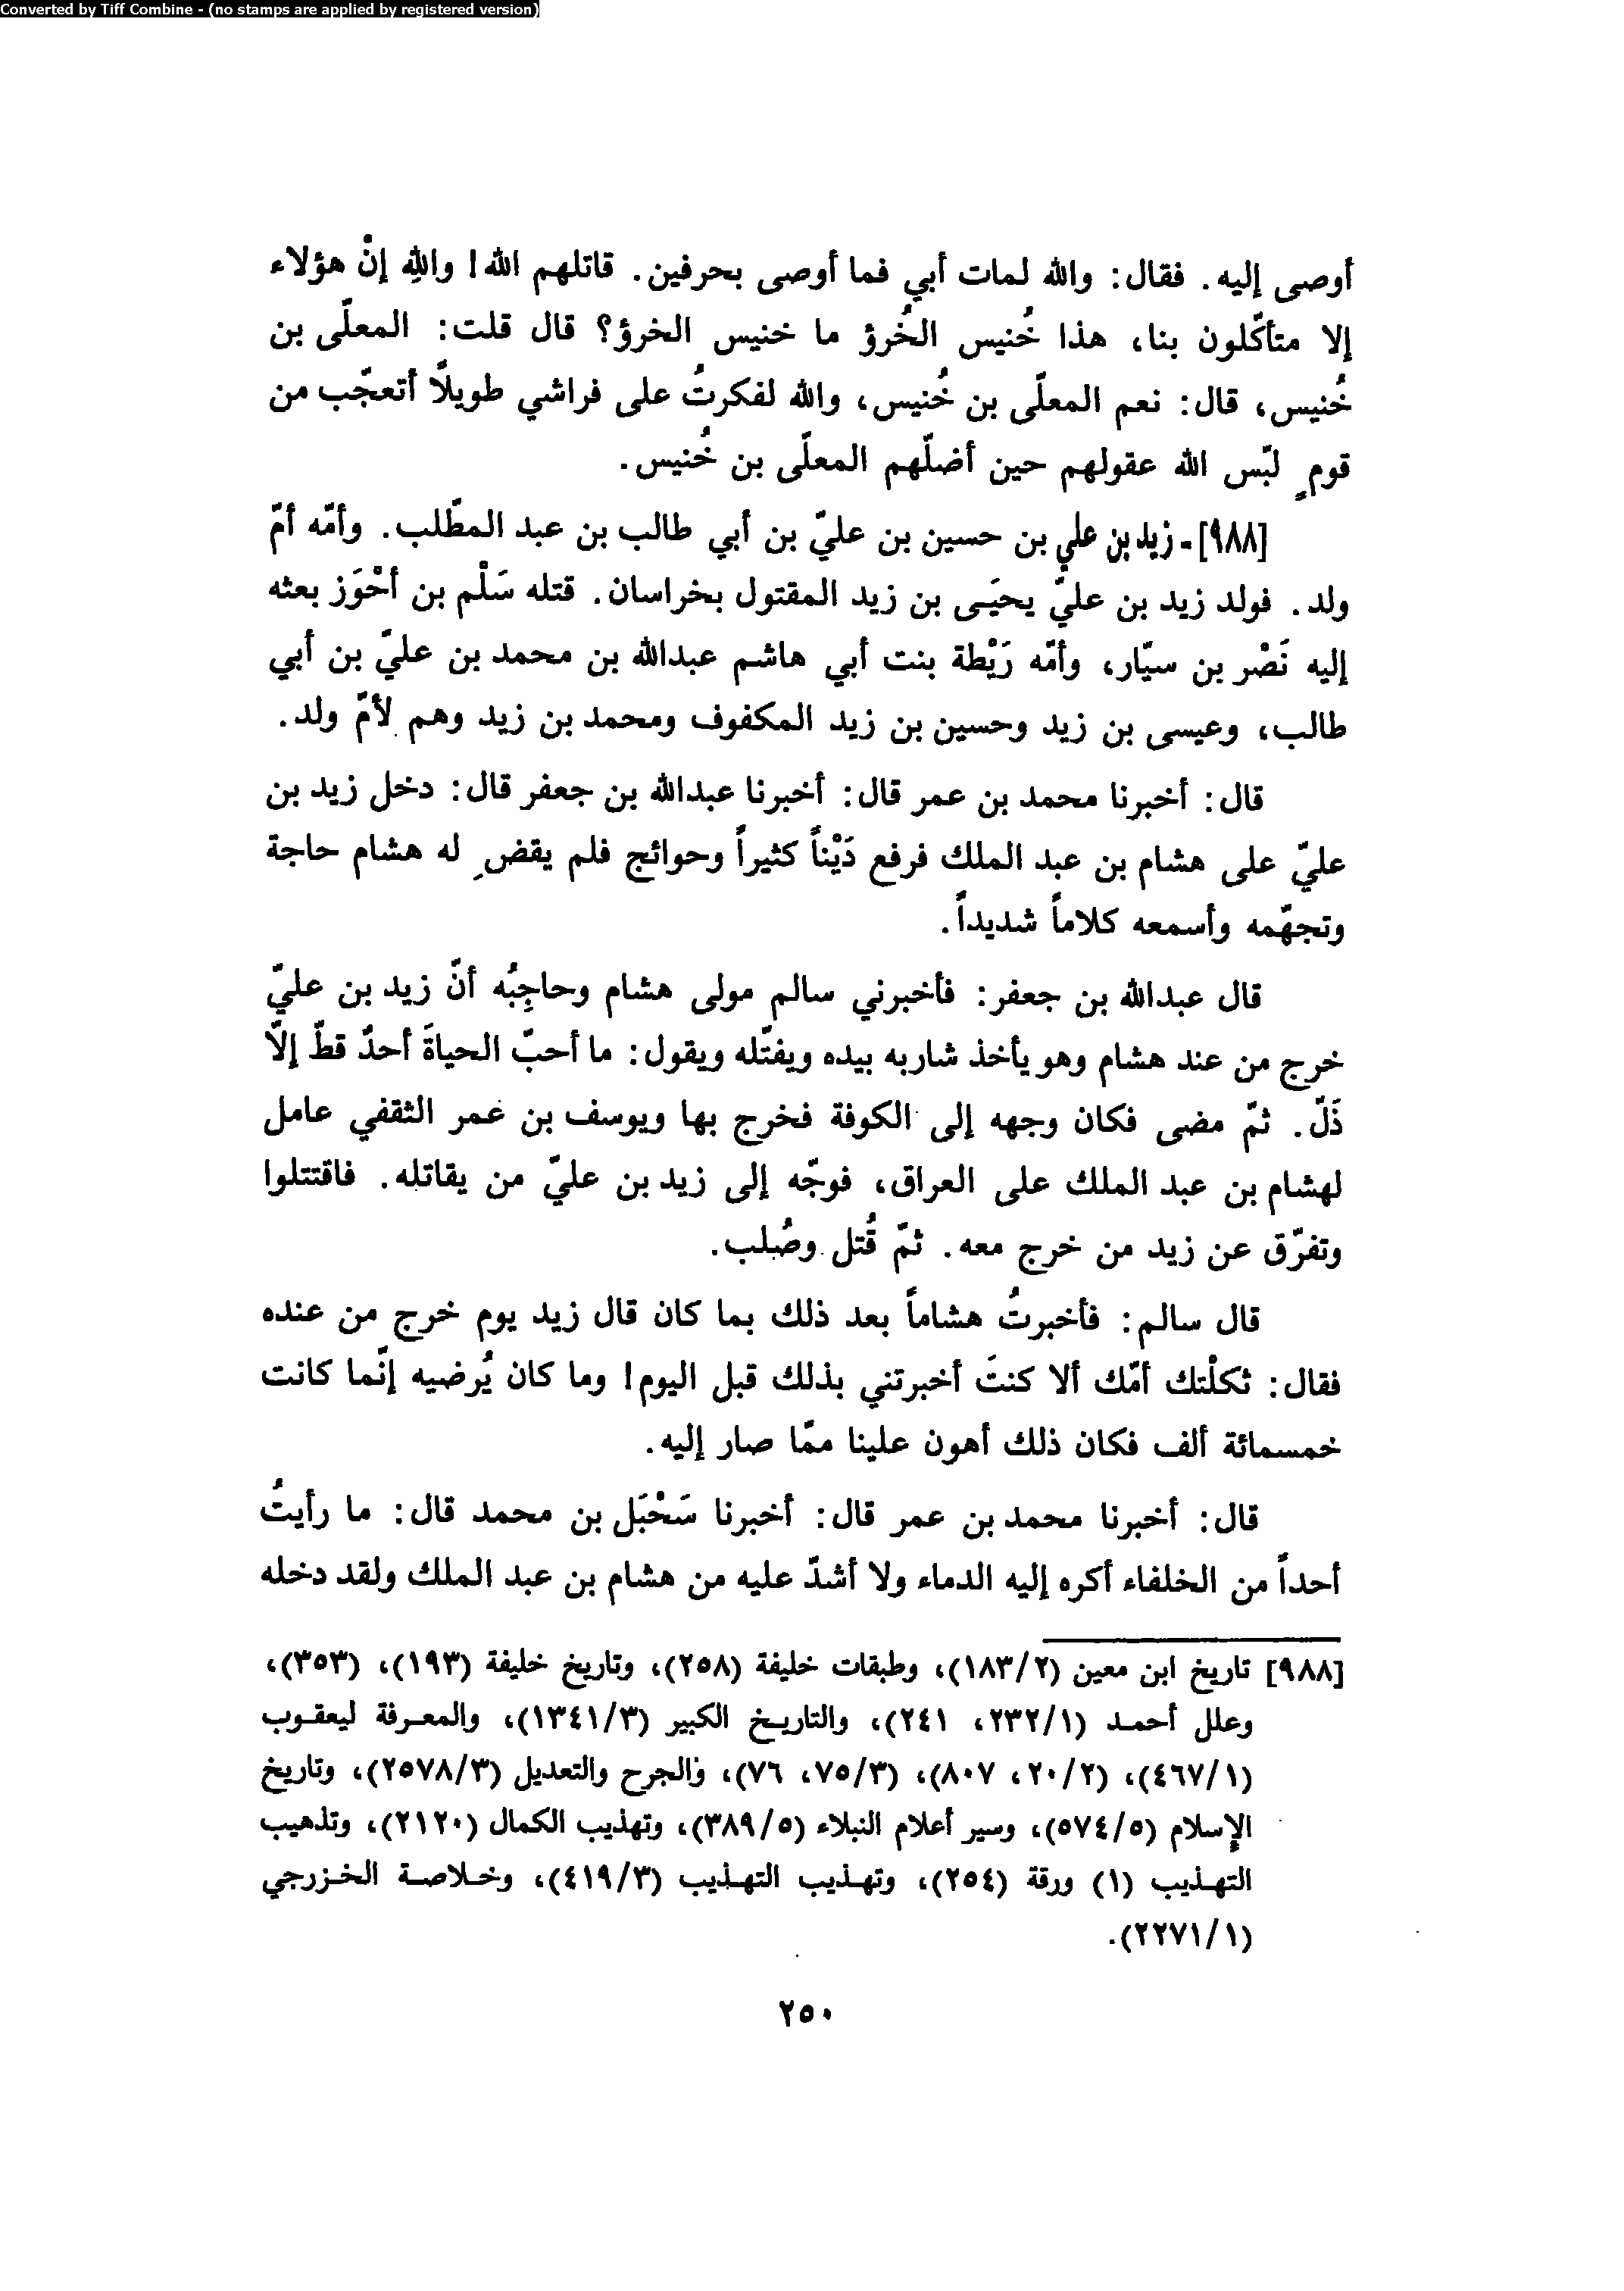 Converted by Tiff Combine - (no stamps are applied by registered version)
أوصى إليه. فقال: والله لمات أبي فما أوصى بحرفين. قاتلهم الله! واللهِ إنْ هؤلاء
إلا متأكّلون بنا، هذا خُنيس الخُرؤ ما خنيس الخرؤ؟ قال قلت: المعلّى بن
خُنيس، قال: نعم المعلّى بن خُنيس، والله لفكرتُ على فراشي طويلاً أتعجّب من
قومٍ لبّس الله عقولهم حين أضلّهم المعلّى بن خُنيس.
[٩٨٨]- زيد بن علي بن حسين بن عليّ بن أبي طالب بن عبد المطّلب. وأمّه أمّ
ولد. فولد زيد بن عليّ يحيَـى بن زيد المقتول بخراسان. قتله سَلْم بن أحْوَز بعثه
إليه نَصْر بن سيّار، وأمّه رَيْطة بنت أبي هاشم عبدالله بن محمد بن عليّ بن أبي
طالب، وعيسى بن زيد وحسين بن زيد المكفوف ومحمد بن زيد وهم لأمّ ولد.
قال: أخبرنا محمد بن عمر قال: أخبرنا عبدالله بن جعفر قال: دخل زيد بن
عليّ على هشام بن عبد الملك فرفع دَيْناً كثيراً وحوائج فلم يقضِ له هشام حاجة
وتجهّمه وأسمعه كلاماً شديداً.
قال عبدالله بن جعفر: فأخبرني سالم مولى هشام وحاجِبُه أنّ زيد بن عليّ
خرج من عند هشام وهو يأخذ شاربه بيده ويفتّله ويقول: ما أحبّ الحياةَ أحدٌ قطّ إلّا
ذَلّ. ثمّ مضى فكان وجهه إلى الكوفة فخرج بها ويوسف بن عمر الثقفي عامل
لهشام بن عبد الملك على العراق، فوجّه إلى زيد بن عليّ من يقاتله. فاقتتلوا
وتفرّق عن زيد من خرج معه. ثمّ قُتل وصُلب.
قال سالم: فأخبرتُ هشاماً بعد ذلك بما كان قال زيد يوم خرج من عنده
فقال: ثكلْتك أمّك ألا كنتَ أخبرتني بذلك قبل اليوم! وما كان يُرضيه إنّما كانت
خمسمائة ألف فكان ذلك أهون علينا ممّا صار إليه.
قال: أخبرنا محمد بن عمر قال: أخبرنا سَحْبَل بن محمد قال: ما رأيتُ
أحداً من الخلفاء أكره إليه الدماء ولا أشدّ عليه من هشام بن عبد الملك ولقد دخله
[٩٨٨] تاريخ ابن معين (١٨٣/٢)، وطبقات خليفة (٢٥٨)، وتاريخ خليفة (١٩٣)، (٣٥٣)،
وعلل أحمـد (٢٣٢/١، ٢٤١)، والتاريـخ الكبير (١٣٤١/٣)، والمعـرفة ليعقـوب
(٤٦٧/١)، (٢٠/٢، ٨٠٧)، (٧٥/٣، ٧٦)، والجرح والتعديل (٢٥٧٨/٣)، وتاريخ
الإسلام (٥٧٤/٥)، وسير أعلام النبلاء (٣٨٩/٥)، وتهذيب الكمال (٢١٢٠)، وتذهيب
التهـذيب (١) ورقة (٢٥٤)، وتهـذيب التهـذيب (٤١٩/٣)، وخـلاصـة الخـزرجي
(٢٢٧١/١).
٢٥٠